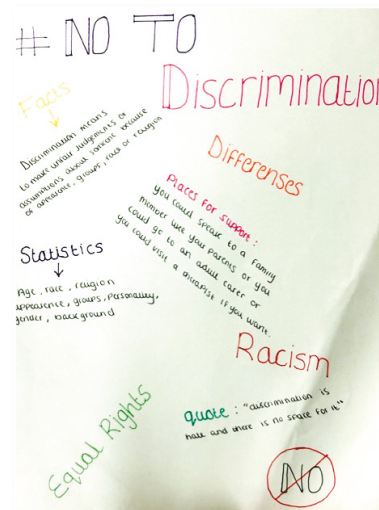 # NO TO
Discrimination
Facts
Discrimination means
to make unfair Judgements or
assumptions about someone because
of appearence, groups, race or religion
Differenses
Places for support:
you could speak to a family
member like your parents or you
could go to an adult carer or
you could visit a therapist if you want.
Statistics
Age, race, religion
appearence, groups, Personality,
gender, background
Racism
quote: "discrimination is
hate and there is no space for it"
Equal Rights
NO